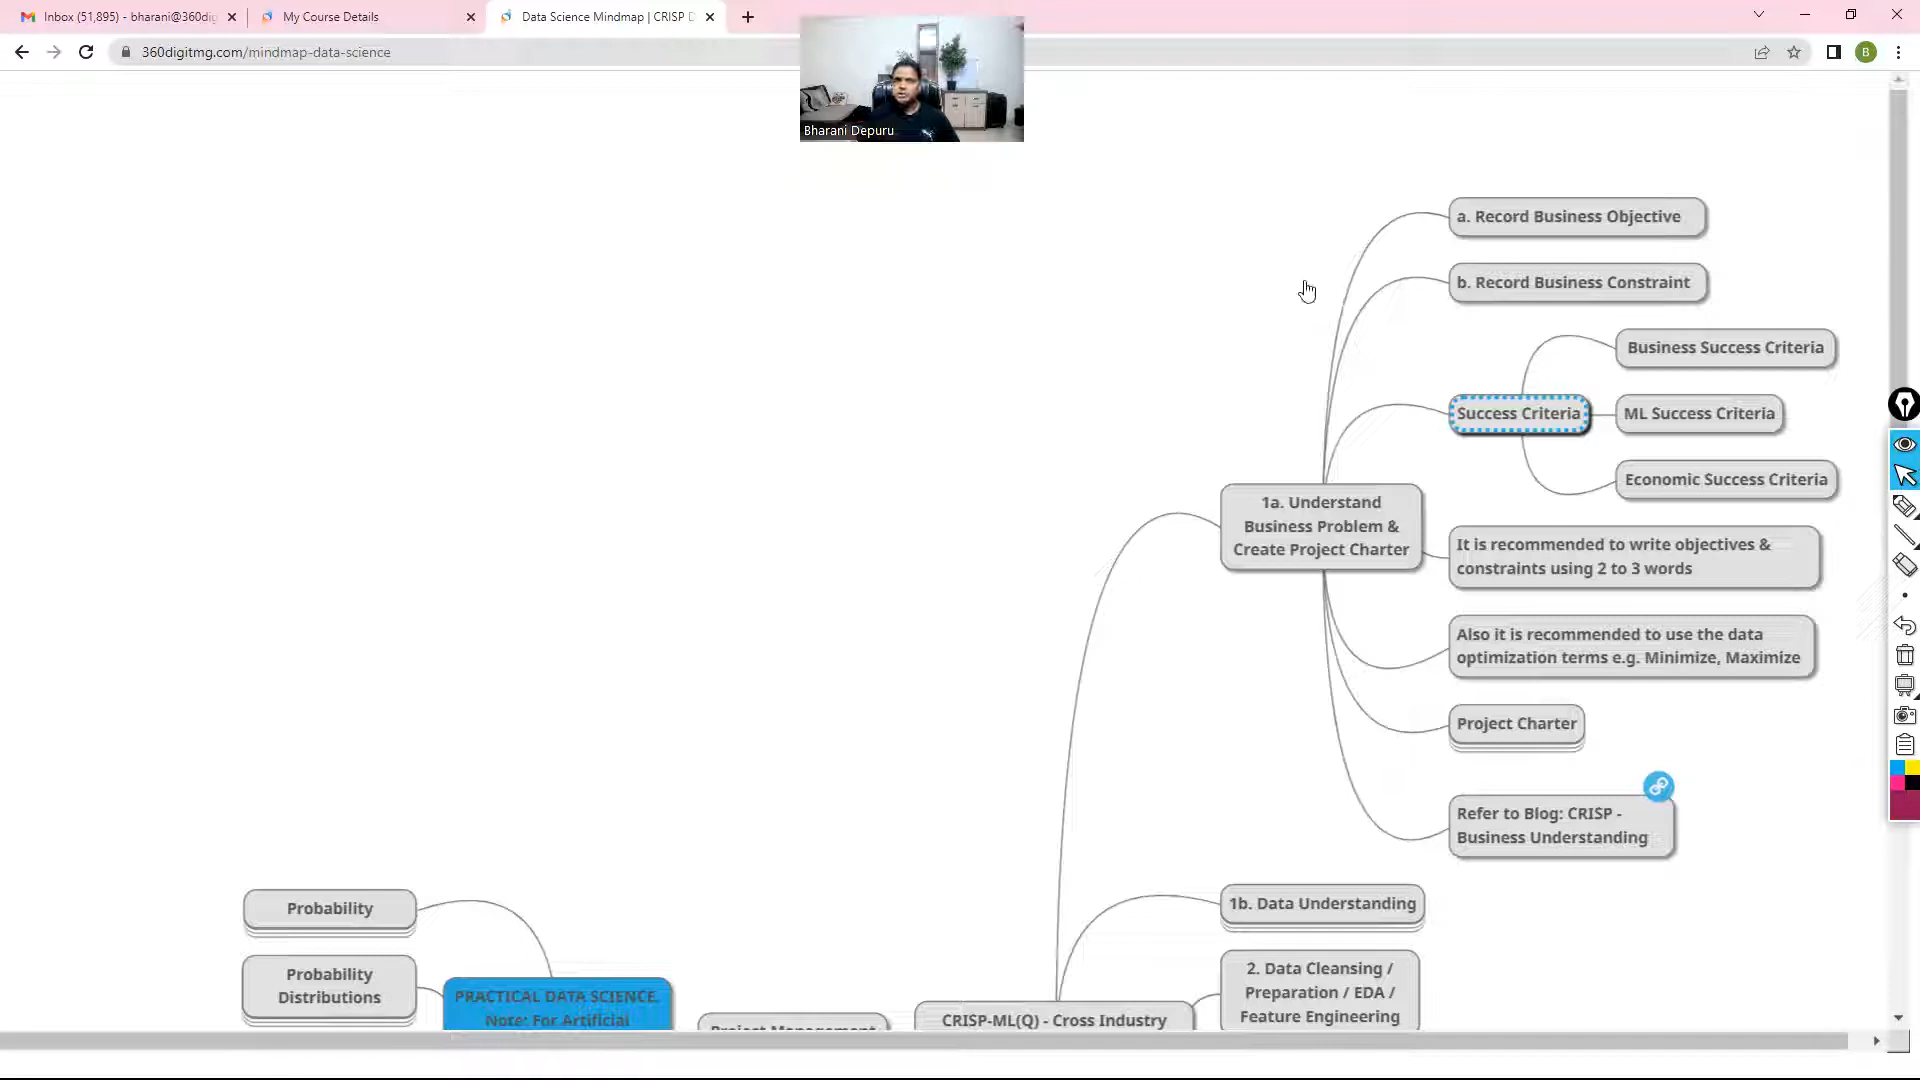 Inbox (51,895) - bharani@360dig
My Course Details
Data Science Mindmap | CRISP D
360digitmg.com/mindmap-data-science
B
Bharani Depuru
a. Record Business Objective
b. Record Business Constraint
Business Success Criteria
Success Criteria
ML Success Criteria
Economic Success Criteria
1a. Understand
Business Problem &
Create Project Charter
It is recommended to write objectives &
constraints using 2 to 3 words
Also it is recommended to use the data
optimization terms e.g. Minimize, Maximize
Project Charter
Refer to Blog: CRISP -
Business Understanding
Probability
1b. Data Understanding
Probability
Distributions
PRACTICAL DATA SCIENCE.
Note: For Artificial
Project Management
CRISP-ML(Q) - Cross Industry
2. Data Cleansing /
Preparation / EDA /
Feature Engineering